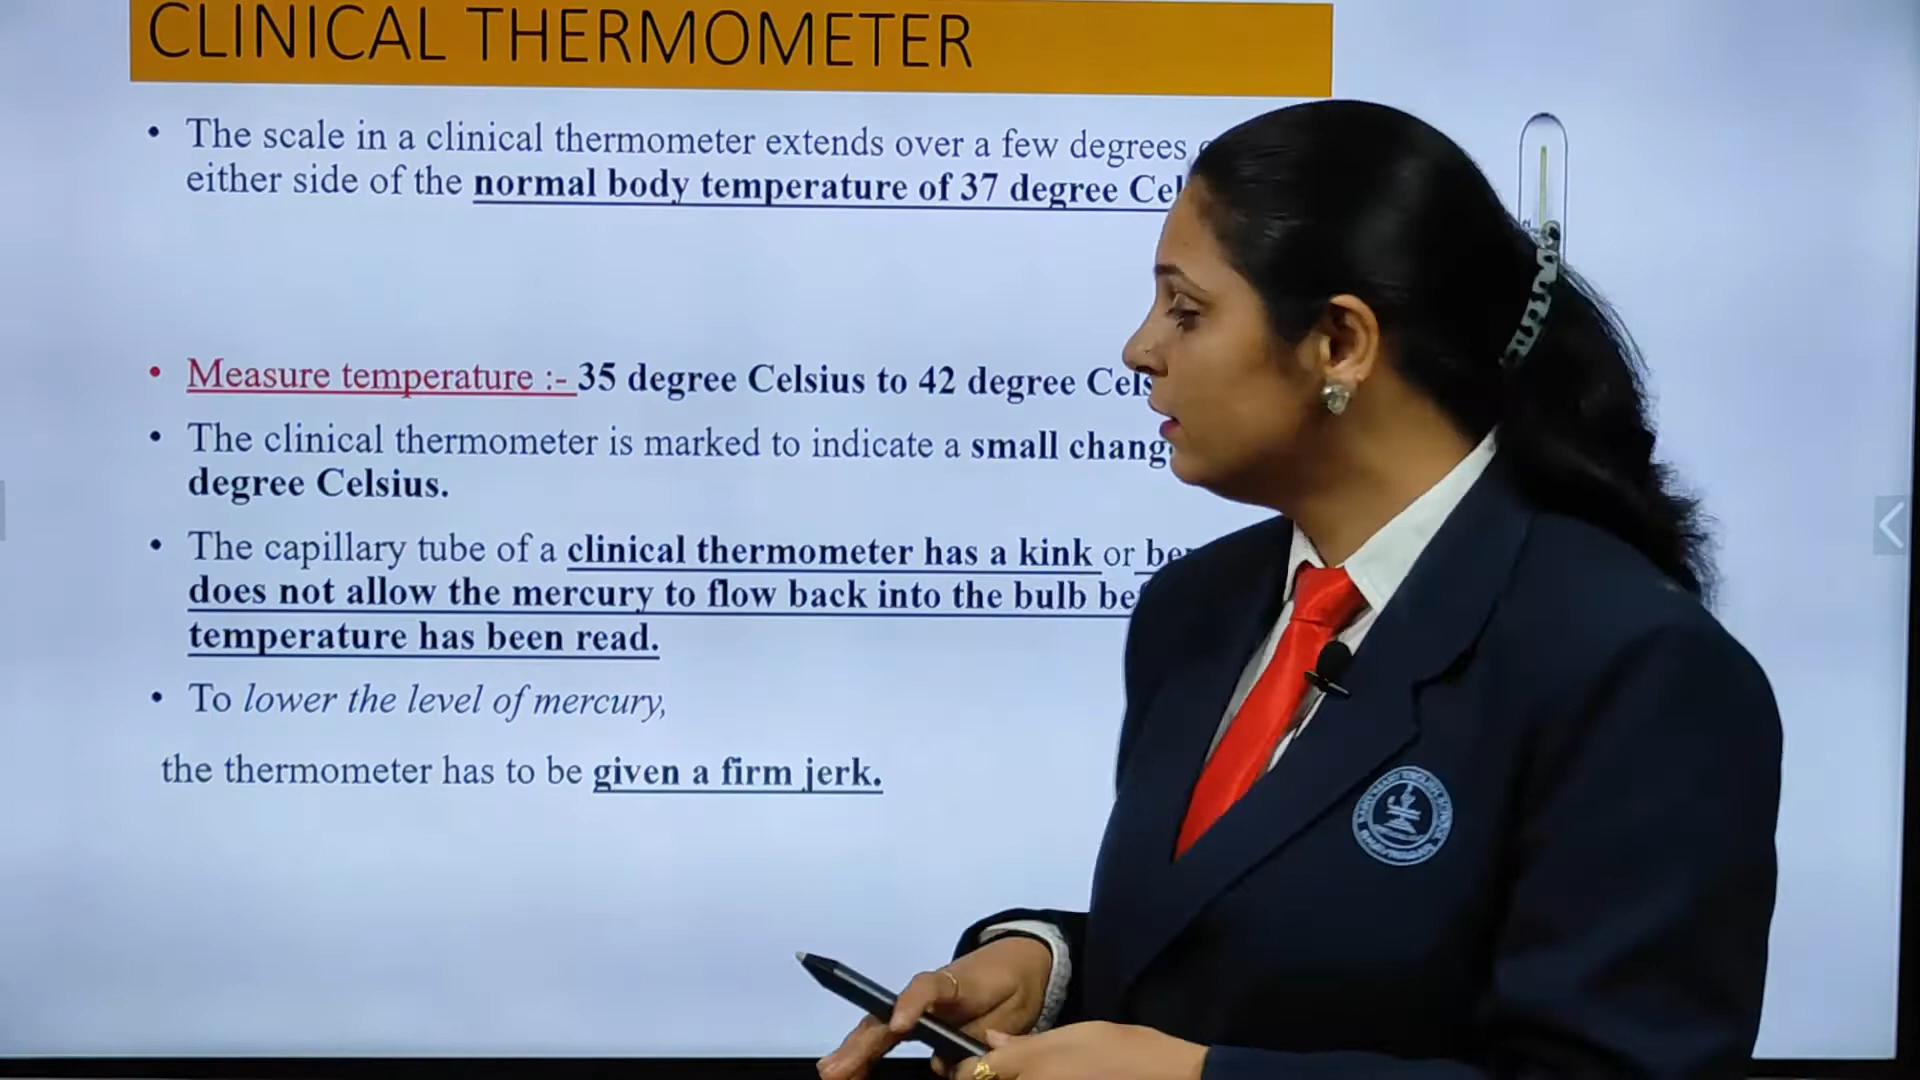 CLINICAL THERMOMETER
• The scale in a clinical thermometer extends over a few degrees
either side of the normal body temperature of 37 degree
• Measure temperature :- 35 degree Celsius to 42 degree
• The clinical thermometer is marked to indicate a small
degree Celsius.
• The capillary tube of a clinical thermometer has a kink or
does not allow the mercury to flow back into the bulb
temperature has been read.
• To lower the level of mercury,
the thermometer has to be given a firm jerk.